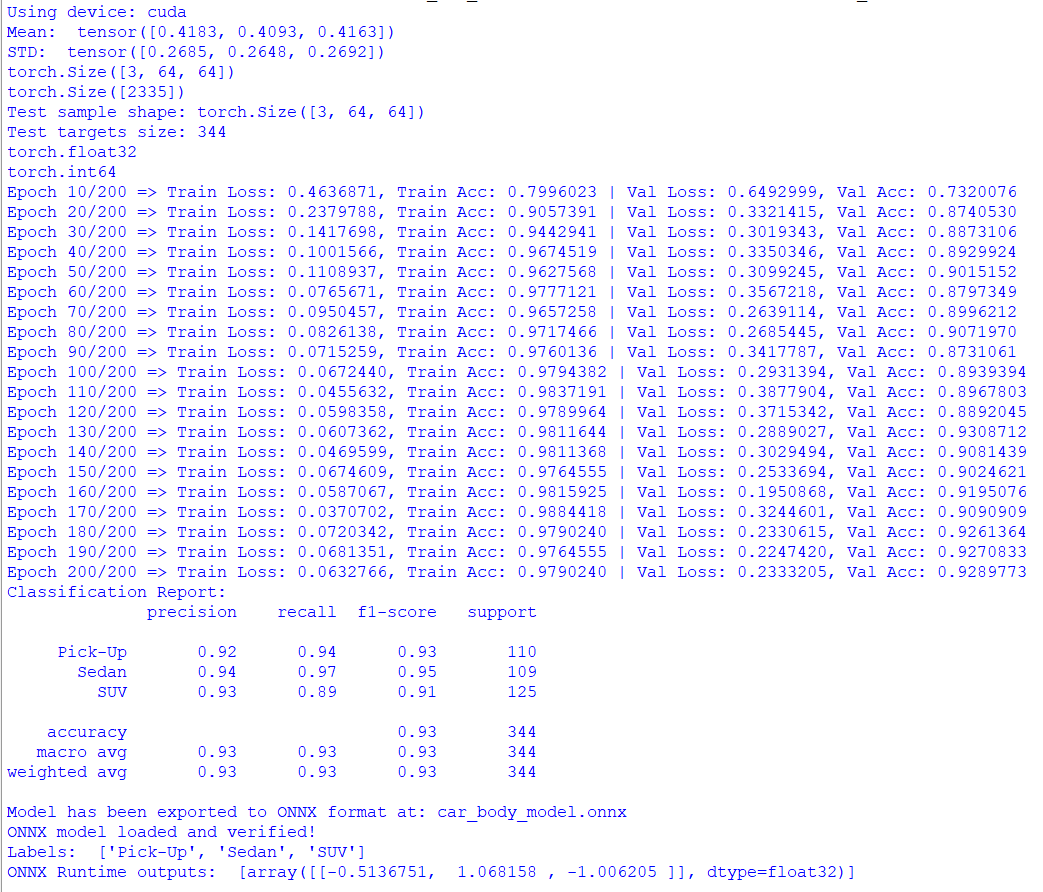 Using device: cuda
Mean:  tensor([0.4183, 0.4093, 0.4163])
STD:  tensor([0.2685, 0.2648, 0.2692])
torch.Size([3, 64, 64])
torch.Size([2335])
Test sample shape: torch.Size([3, 64, 64])
Test targets size: 344
torch.float32
torch.int64
Epoch 10/200 => Train Loss: 0.4636871, Train Acc: 0.7996023 | Val Loss: 0.6492999, Val Acc: 0.7320076
Epoch 20/200 => Train Loss: 0.2379788, Train Acc: 0.9057391 | Val Loss: 0.3321415, Val Acc: 0.8740530
Epoch 30/200 => Train Loss: 0.1417698, Train Acc: 0.9442941 | Val Loss: 0.3019343, Val Acc: 0.8873106
Epoch 40/200 => Train Loss: 0.1001566, Train Acc: 0.9674519 | Val Loss: 0.3350346, Val Acc: 0.8929924
Epoch 50/200 => Train Loss: 0.1108937, Train Acc: 0.9627568 | Val Loss: 0.3099245, Val Acc: 0.9015152
Epoch 60/200 => Train Loss: 0.0765671, Train Acc: 0.9777121 | Val Loss: 0.3567218, Val Acc: 0.8797349
Epoch 70/200 => Train Loss: 0.0950457, Train Acc: 0.9657258 | Val Loss: 0.2639114, Val Acc: 0.8996212
Epoch 80/200 => Train Loss: 0.0826138, Train Acc: 0.9717466 | Val Loss: 0.2685445, Val Acc: 0.9071970
Epoch 90/200 => Train Loss: 0.0715259, Train Acc: 0.9760136 | Val Loss: 0.3417787, Val Acc: 0.8731061
Epoch 100/200 => Train Loss: 0.0672440, Train Acc: 0.9794382 | Val Loss: 0.2931394, Val Acc: 0.8939394
Epoch 110/200 => Train Loss: 0.0455632, Train Acc: 0.9837191 | Val Loss: 0.3877904, Val Acc: 0.8967803
Epoch 120/200 => Train Loss: 0.0598358, Train Acc: 0.9789964 | Val Loss: 0.3715342, Val Acc: 0.8892045
Epoch 130/200 => Train Loss: 0.0607362, Train Acc: 0.9811644 | Val Loss: 0.2889027, Val Acc: 0.9308712
Epoch 140/200 => Train Loss: 0.0469599, Train Acc: 0.9811368 | Val Loss: 0.3029494, Val Acc: 0.9081439
Epoch 150/200 => Train Loss: 0.0674609, Train Acc: 0.9764555 | Val Loss: 0.2533694, Val Acc: 0.9024621
Epoch 160/200 => Train Loss: 0.0587067, Train Acc: 0.9815925 | Val Loss: 0.1950868, Val Acc: 0.9195076
Epoch 170/200 => Train Loss: 0.0370702, Train Acc: 0.9884418 | Val Loss: 0.3244601, Val Acc: 0.9090909
Epoch 180/200 => Train Loss: 0.0720342, Train Acc: 0.9790240 | Val Loss: 0.2330615, Val Acc: 0.9261364
Epoch 190/200 => Train Loss: 0.0681351, Train Acc: 0.9764555 | Val Loss: 0.2247420, Val Acc: 0.9270833
Epoch 200/200 => Train Loss: 0.0632766, Train Acc: 0.9790240 | Val Loss: 0.2333205, Val Acc: 0.9289773
Classification Report:
              precision    recall  f1-score   support
     Pick-Up       0.92      0.94      0.93       110
       Sedan       0.94      0.97      0.95       109
         SUV       0.93      0.89      0.91       125
    accuracy                           0.93       344
   macro avg       0.93      0.93      0.93       344
weighted avg       0.93      0.93      0.93       344
Model has been exported to ONNX format at: car_body_model.onnx
ONNX model loaded and verified!
Labels:  ['Pick-Up', 'Sedan', 'SUV']
ONNX Runtime outputs:  [array([[-0.5136751,  1.068158 , -1.006205 ]], dtype=float32)]